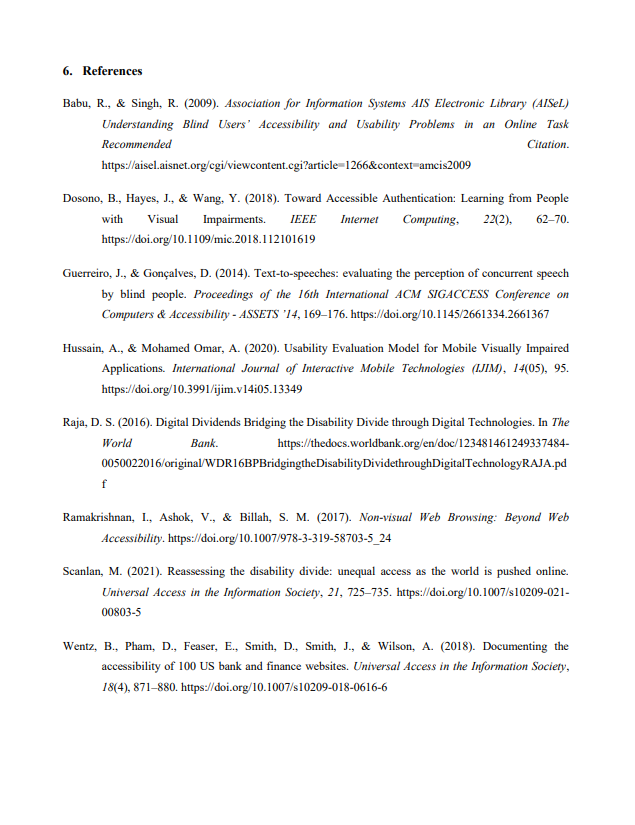 6. References
Babu, R., & Singh, R. (2009). Association for Information Systems AIS Electronic Library (AISeL)
Understanding Blind Users’ Accessibility and Usability Problems in an Online Task
Recommended Citation.
https://aisel.aisnet.org/cgi/viewcontent.cgi?article=1266&context=amcis2009
Dosono, B., Hayes, J., & Wang, Y. (2018). Toward Accessible Authentication: Learning from People
with Visual Impairments. IEEE Internet Computing, 22(2), 62–70.
https://doi.org/10.1109/mic.2018.112101619
Guerreiro, J., & Gonçalves, D. (2014). Text-to-speeches: evaluating the perception of concurrent speech
by blind people. Proceedings of the 16th International ACM SIGACCESS Conference on
Computers & Accessibility - ASSETS ’14, 169–176. https://doi.org/10.1145/2661334.2661367
Hussain, A., & Mohamed Omar, A. (2020). Usability Evaluation Model for Mobile Visually Impaired
Applications. International Journal of Interactive Mobile Technologies (IJIM), 14(05), 95.
https://doi.org/10.3991/ijim.v14i05.13349
Raja, D. S. (2016). Digital Dividends Bridging the Disability Divide through Digital Technologies. In The
World Bank. https://thedocs.worldbank.org/en/doc/123481461249337484-
0050022016/original/WDR16BPBridgingtheDisabilityDividethroughDigitalTechnologyRAJA.pd
f
Ramakrishnan, I., Ashok, V., & Billah, S. M. (2017). Non-visual Web Browsing: Beyond Web
Accessibility. https://doi.org/10.1007/978-3-319-58703-5_24
Scanlan, M. (2021). Reassessing the disability divide: unequal access as the world is pushed online.
Universal Access in the Information Society, 21, 725–735. https://doi.org/10.1007/s10209-021-
00803-5
Wentz, B., Pham, D., Feaser, E., Smith, D., Smith, J., & Wilson, A. (2018). Documenting the
accessibility of 100 US bank and finance websites. Universal Access in the Information Society,
18(4), 871–880. https://doi.org/10.1007/s10209-018-0616-6